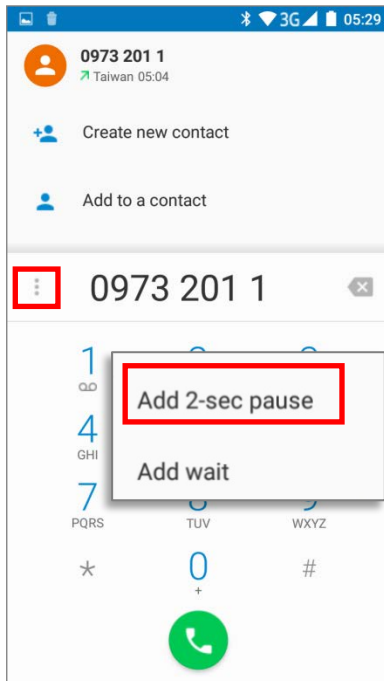 3G 05:29
0973 201 1
Taiwan 05:04
Create new contact
Add to a contact
0973 201 1
1
Add 2-sec pause
4
GHI
Add wait
7
PQRS TUV WXYZ
* 0 #
+